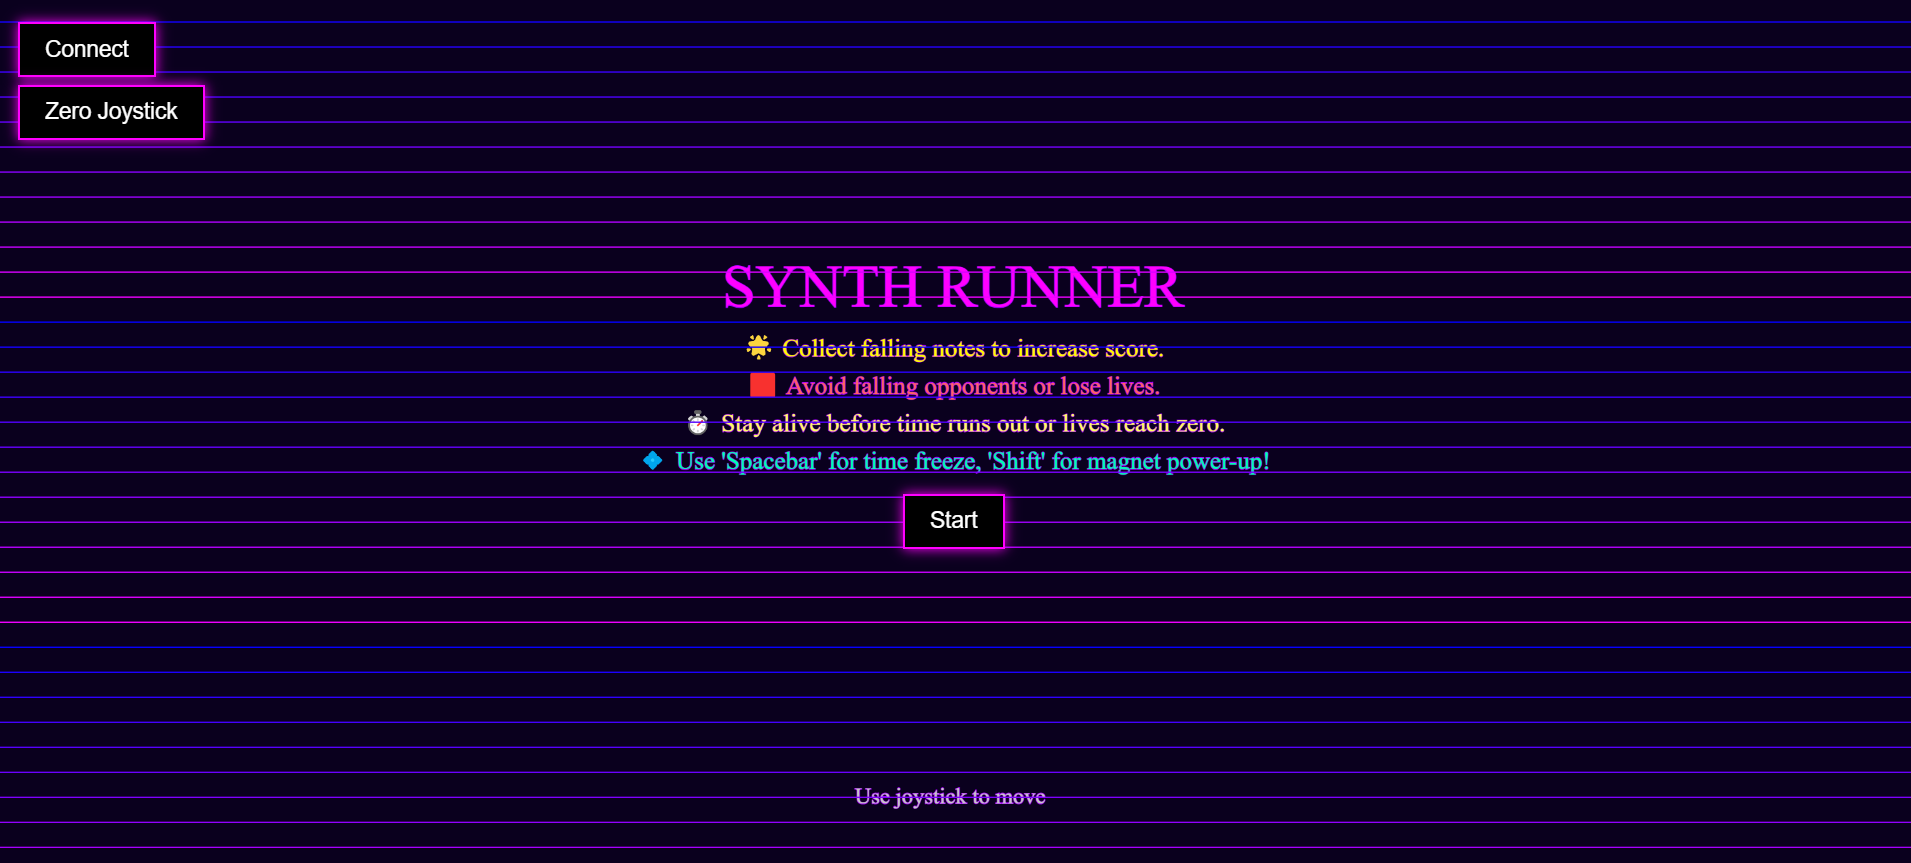 Connect
Zero Joystick
SYNTH RUNNER
Collect falling notes to increase score.
Avoid falling opponents or lose lives.
Stay alive before time runs out or lives reach zero.
Use 'Spacebar' for time freeze, 'Shift' for magnet power-up!
Start
Use joystick to move